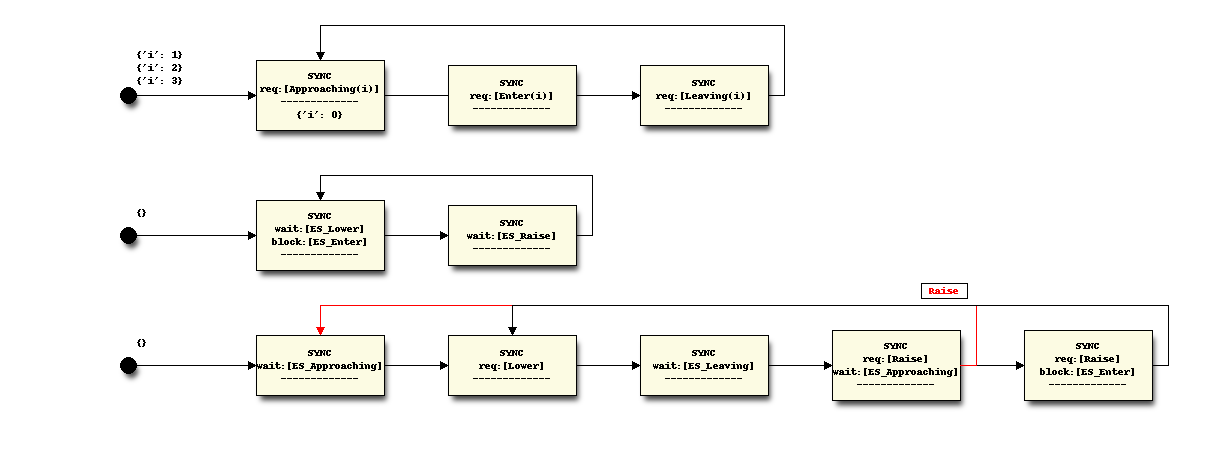 {'i': 1}
{'i': 2}
{'i': 3}
SYNC
req:[Approaching(i)]
-------------
{'i': 0}
SYNC
req:[Enter(i)]
-------------
SYNC
req:[Leaving(i)]
-------------
{}
SYNC
wait:[ES_Lower]
block:[ES_Enter]
-------------
SYNC
wait:[ES_Raise]
-------------
Raise
{}
SYNC
wait:[ES_Approaching]
-------------
SYNC
req:[Lower]
-------------
SYNC
wait:[ES_Leaving]
-------------
SYNC
req:[Raise]
wait:[ES_Approaching]
-------------
SYNC
req:[Raise]
block:[ES_Enter]
-------------